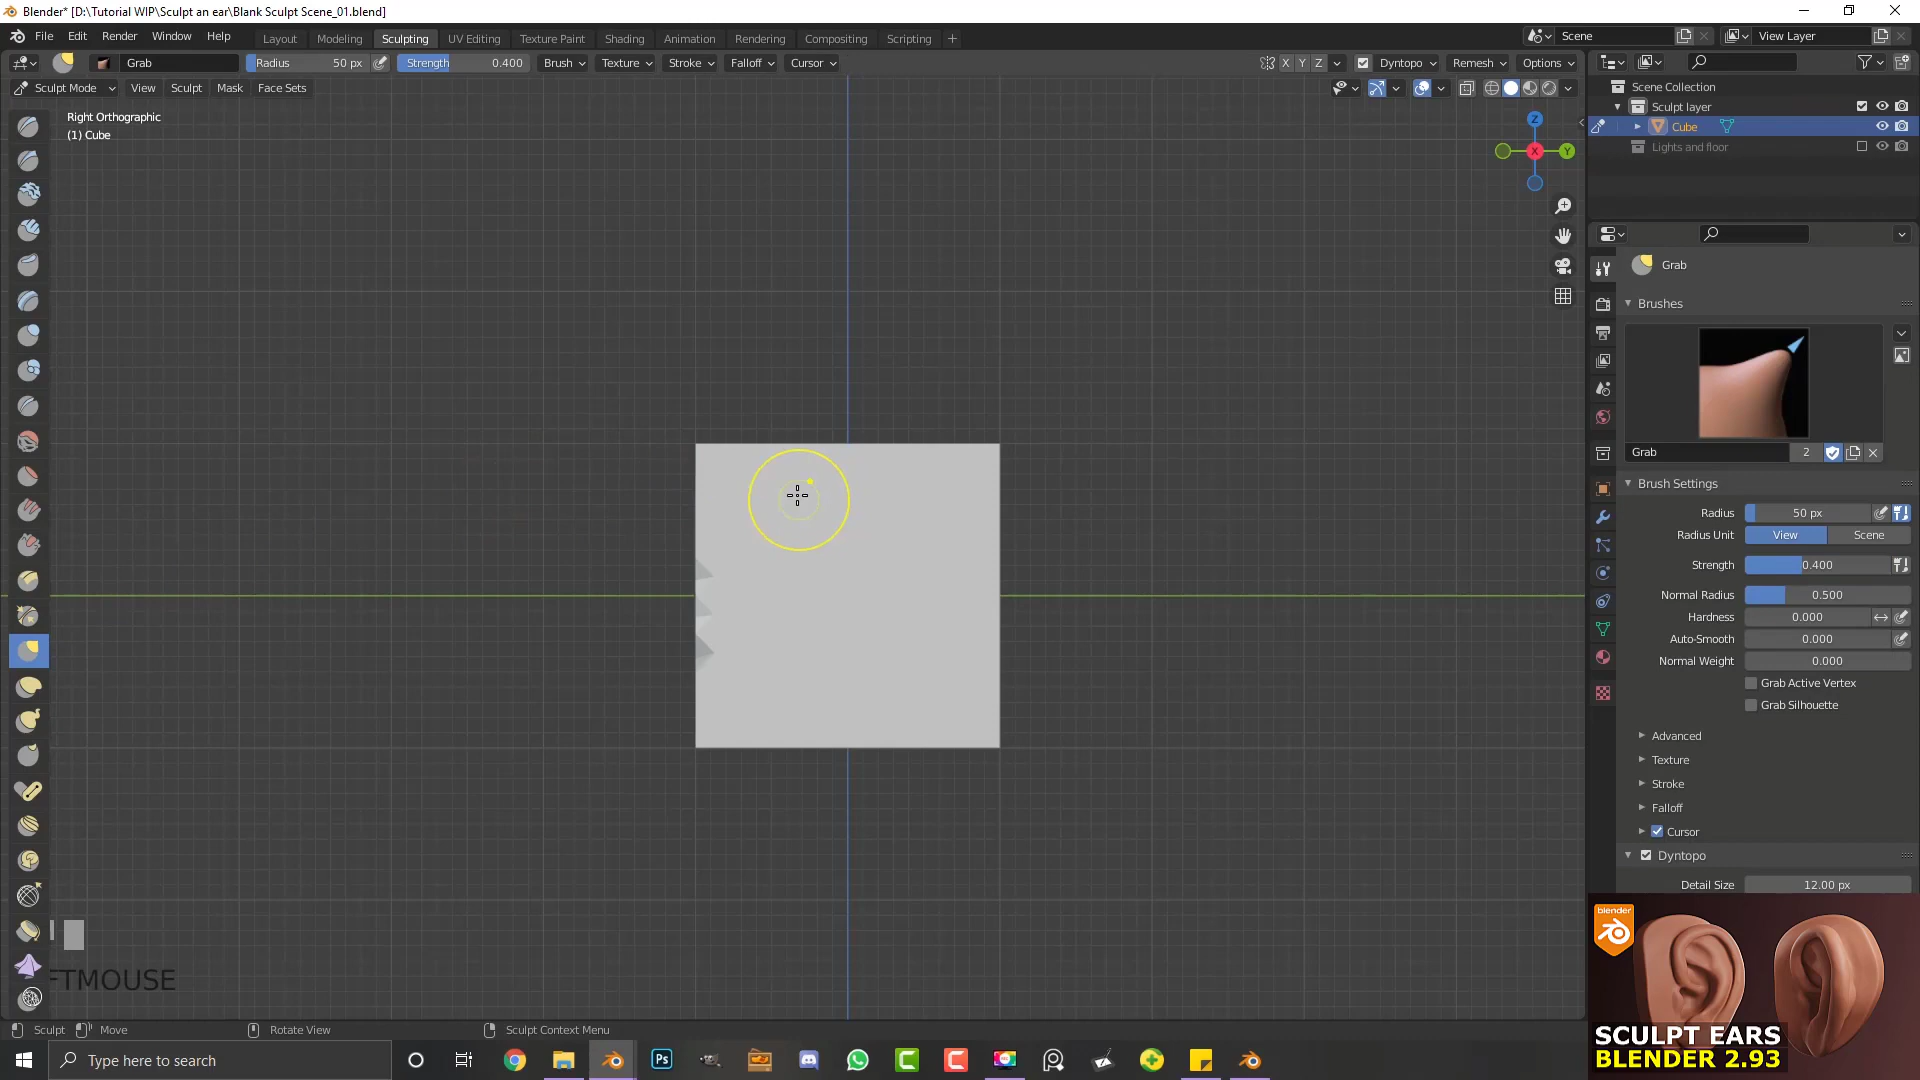 Blender* [D:\Tutorial WIP\Sculpt an ear\Blank Sculpt Scene_01.blend]
File Edit Render Window Help
Layout Modeling Sculpting UV Editing Texture Paint Shading Animation Rendering Compositing Scripting +
Scene View Layer
Grab Radius 50 px Strength 0.400 Brush Texture Stroke Falloff Cursor X Y Z Dyntopo Remesh Options
Sculpt Mode View Sculpt Mask Face Sets
Right Orthographic
(1) Cube
Z
X
Y
Scene Collection
Sculpt layer
Cube
Lights and floor
Grab
Brushes
Grab 2
Brush Settings
Radius 50 px
Radius Unit View Scene
Strength 0.400
Normal Radius 0.500
Hardness 0.000
Auto-Smooth 0.000
Normal Weight 0.000
Grab Active Vertex
Grab Silhouette
Advanced
Texture
Stroke
Falloff
Cursor
Dyntopo
Detail Size 12.00 px
FTMOUSE
blender
SCULPT EARS
BLENDER 2.93
Sculpt Move Rotate View Sculpt Context Menu
Type here to search
Ps